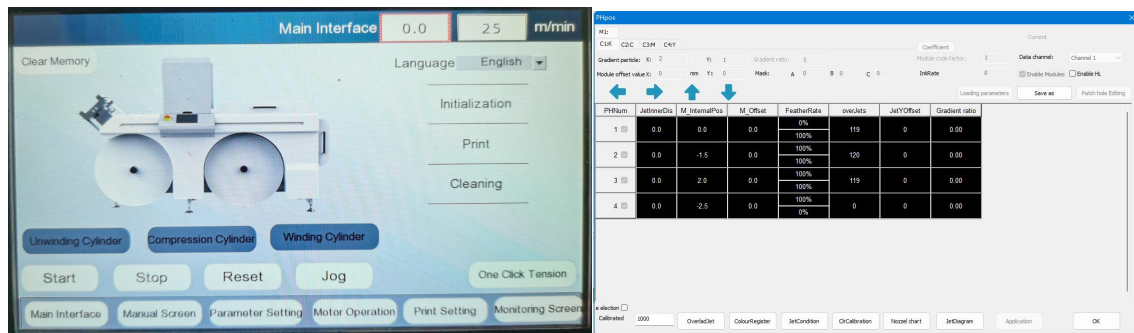 Main Interface 0.0 25 m/min
Clear Memory
Language English
Initialization
Print
Cleaning
Unwinding Cylinder Compression Cylinder Winding Cylinder
Start Stop Reset Jog One Click Tension
Main Interface Manual Screen Parameter Setting Motor Operation Print Setting Monitoring Screen
PHpos
M1:
C1:K C2:C C3:M C4:Y
Current
Coefficient
Gradient particle: X: 2 Y: 1 Gradient ratio: 1 Module code factor: 1 Data channel: Channel 1
Module offset value X: 0 mm Y: 0 Mask: A 0 B 0 C 0 InkRate 0 Enable Modules Enable HL
Loading parameters Save as Patch hole Editing
PHNum JetInnerDis M_InternalPos M_Offset FeatherRate overJets JetYOffset Gradient ratio
1 0.0 0.0 0.0 0% 100% 119 0 0.00
2 0.0 -1.5 0.0 100% 100% 120 0 0.00
3 0.0 2.0 0.0 100% 100% 119 0 0.00
4 0.0 -2.5 0.0 100% 0% 0 0 0.00
e election
Calibrated 1000 OverladJet ColourRegister JetCondition ClrCalibration Nozzel chart JetDiagram Application OK